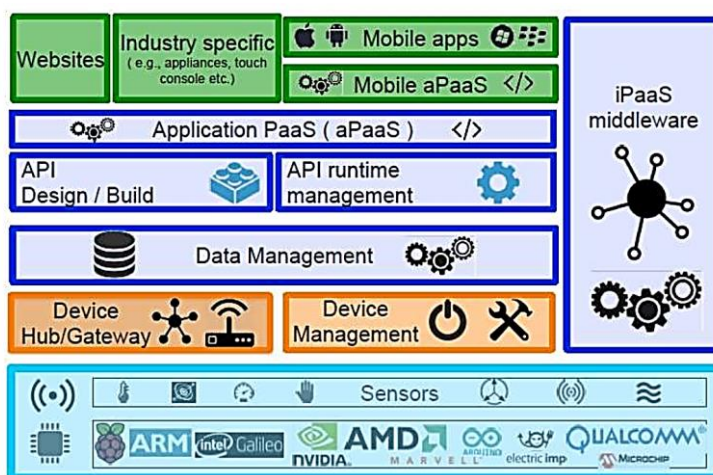 Websites
Industry specific
( e.g., appliances, touch
console etc.)
Mobile apps
Mobile aPaaS </>
iPaaS
middleware
Application PaaS ( aPaaS ) </>
API
Design / Build
API runtime
management
Data Management
Device
Hub/Gateway
Device
Management
Sensors
ARM
intel Galileo
NVIDIA.
AMD
MARVELL
ARDUINO
electric imp
QUALCOMM®
MICROCHIP